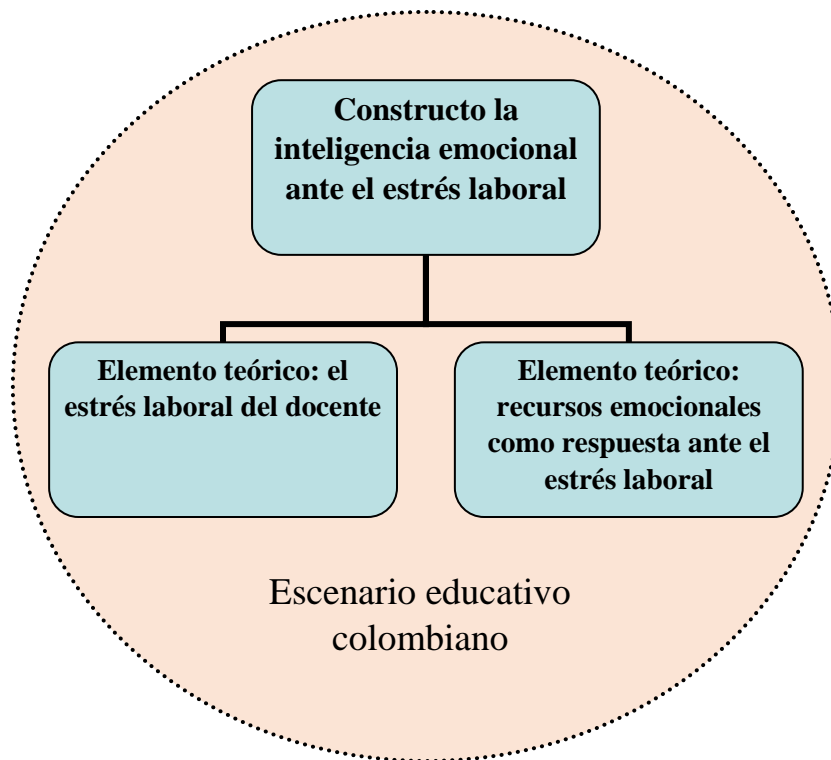 Constructo la
inteligencia emocional
ante el estrés laboral
Elemento teórico: el
estrés laboral del docente
Elemento teórico:
recursos emocionales
como respuesta ante el
estrés laboral
Escenario educativo
colombiano